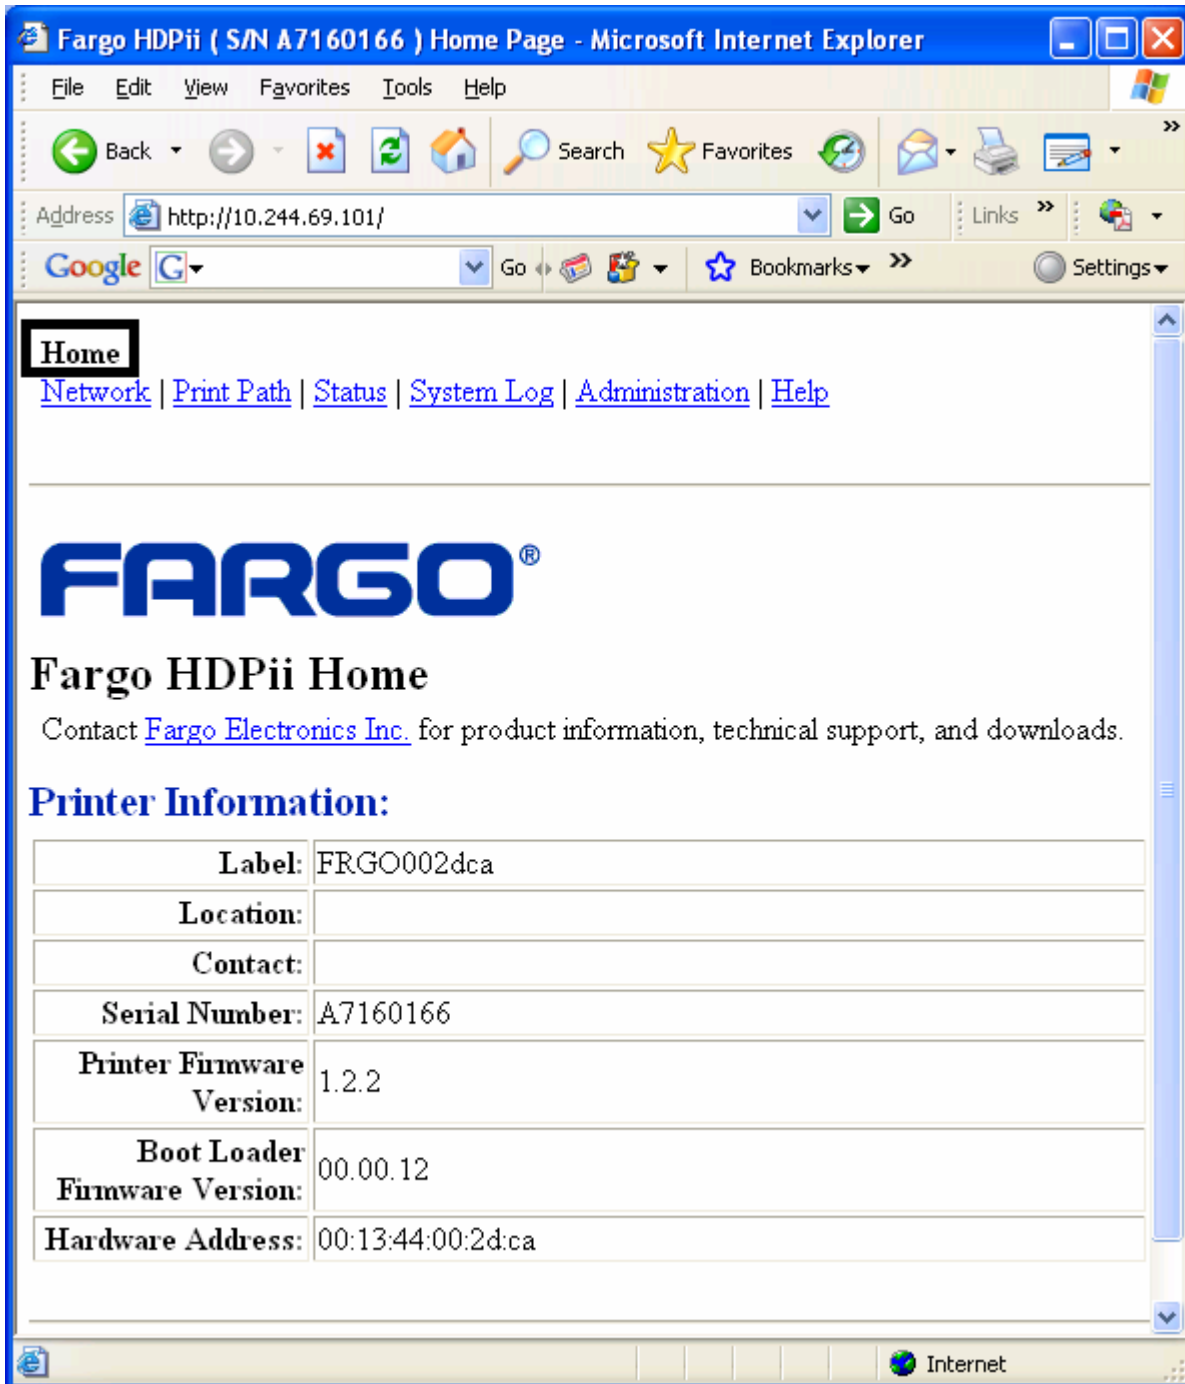 Fargo HDPii ( S/N A7160166 ) Home Page - Microsoft Internet Explorer
File Edit View Favorites Tools Help
Back Search Favorites »
Address http://10.244.69.101/ Go Links »
Google G Go Bookmarks » Settings
Home
Network | Print Path | Status | System Log | Administration | Help
FARGO®
Fargo HDPii Home
Contact Fargo Electronics Inc. for product information, technical support, and downloads.
Printer Information:
Label: FRGO002dca
Location:
Contact:
Serial Number: A7160166
Printer Firmware
Version: 1.2.2
Boot Loader
Firmware Version: 00.00.12
Hardware Address: 00:13:44:00:2d:ca
Internet